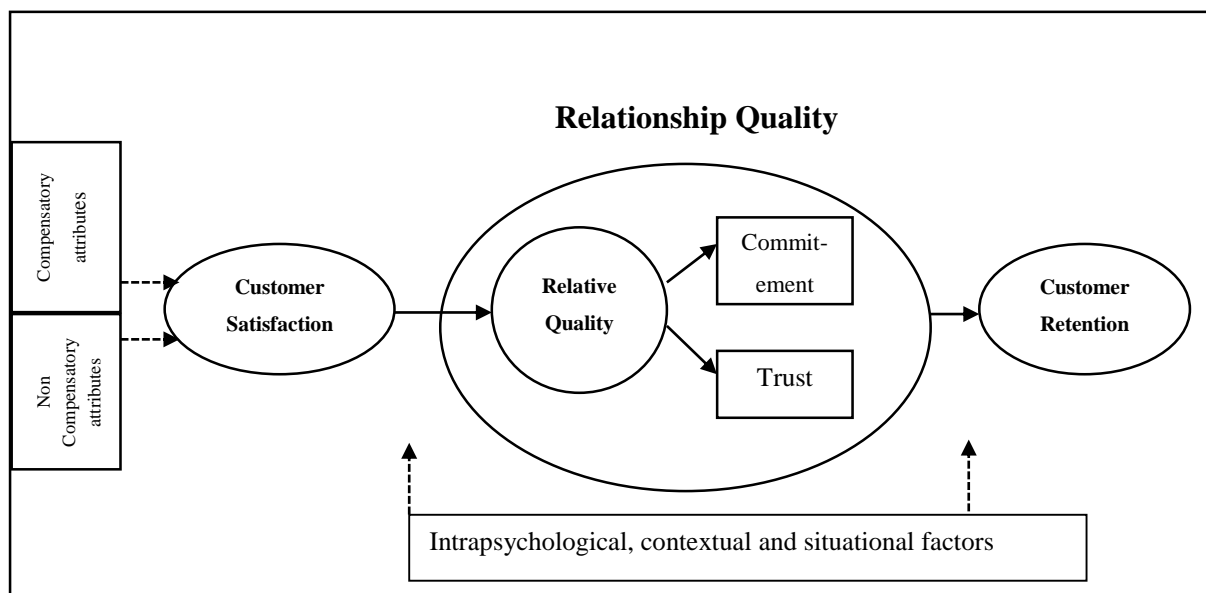 Relationship Quality
Compensatory
attributes
Non
Compensatory
attributes
Customer
Satisfaction
Relative
Quality
Commit-
ement
Trust
Customer
Retention
Intrapsychological, contextual and situational factors